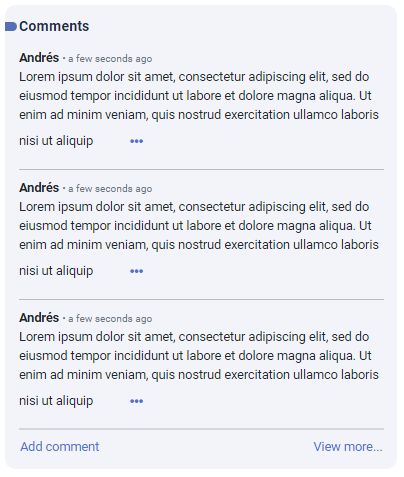 Comments
Andrés • a few seconds ago
Lorem ipsum dolor sit amet, consectetur adipiscing elit, sed do
eiusmod tempor incididunt ut labore et dolore magna aliqua. Ut
enim ad minim veniam, quis nostrud exercitation ullamco laboris
nisi ut aliquip •••
Andrés • a few seconds ago
Lorem ipsum dolor sit amet, consectetur adipiscing elit, sed do
eiusmod tempor incididunt ut labore et dolore magna aliqua. Ut
enim ad minim veniam, quis nostrud exercitation ullamco laboris
nisi ut aliquip •••
Andrés • a few seconds ago
Lorem ipsum dolor sit amet, consectetur adipiscing elit, sed do
eiusmod tempor incididunt ut labore et dolore magna aliqua. Ut
enim ad minim veniam, quis nostrud exercitation ullamco laboris
nisi ut aliquip •••
Add comment View more...